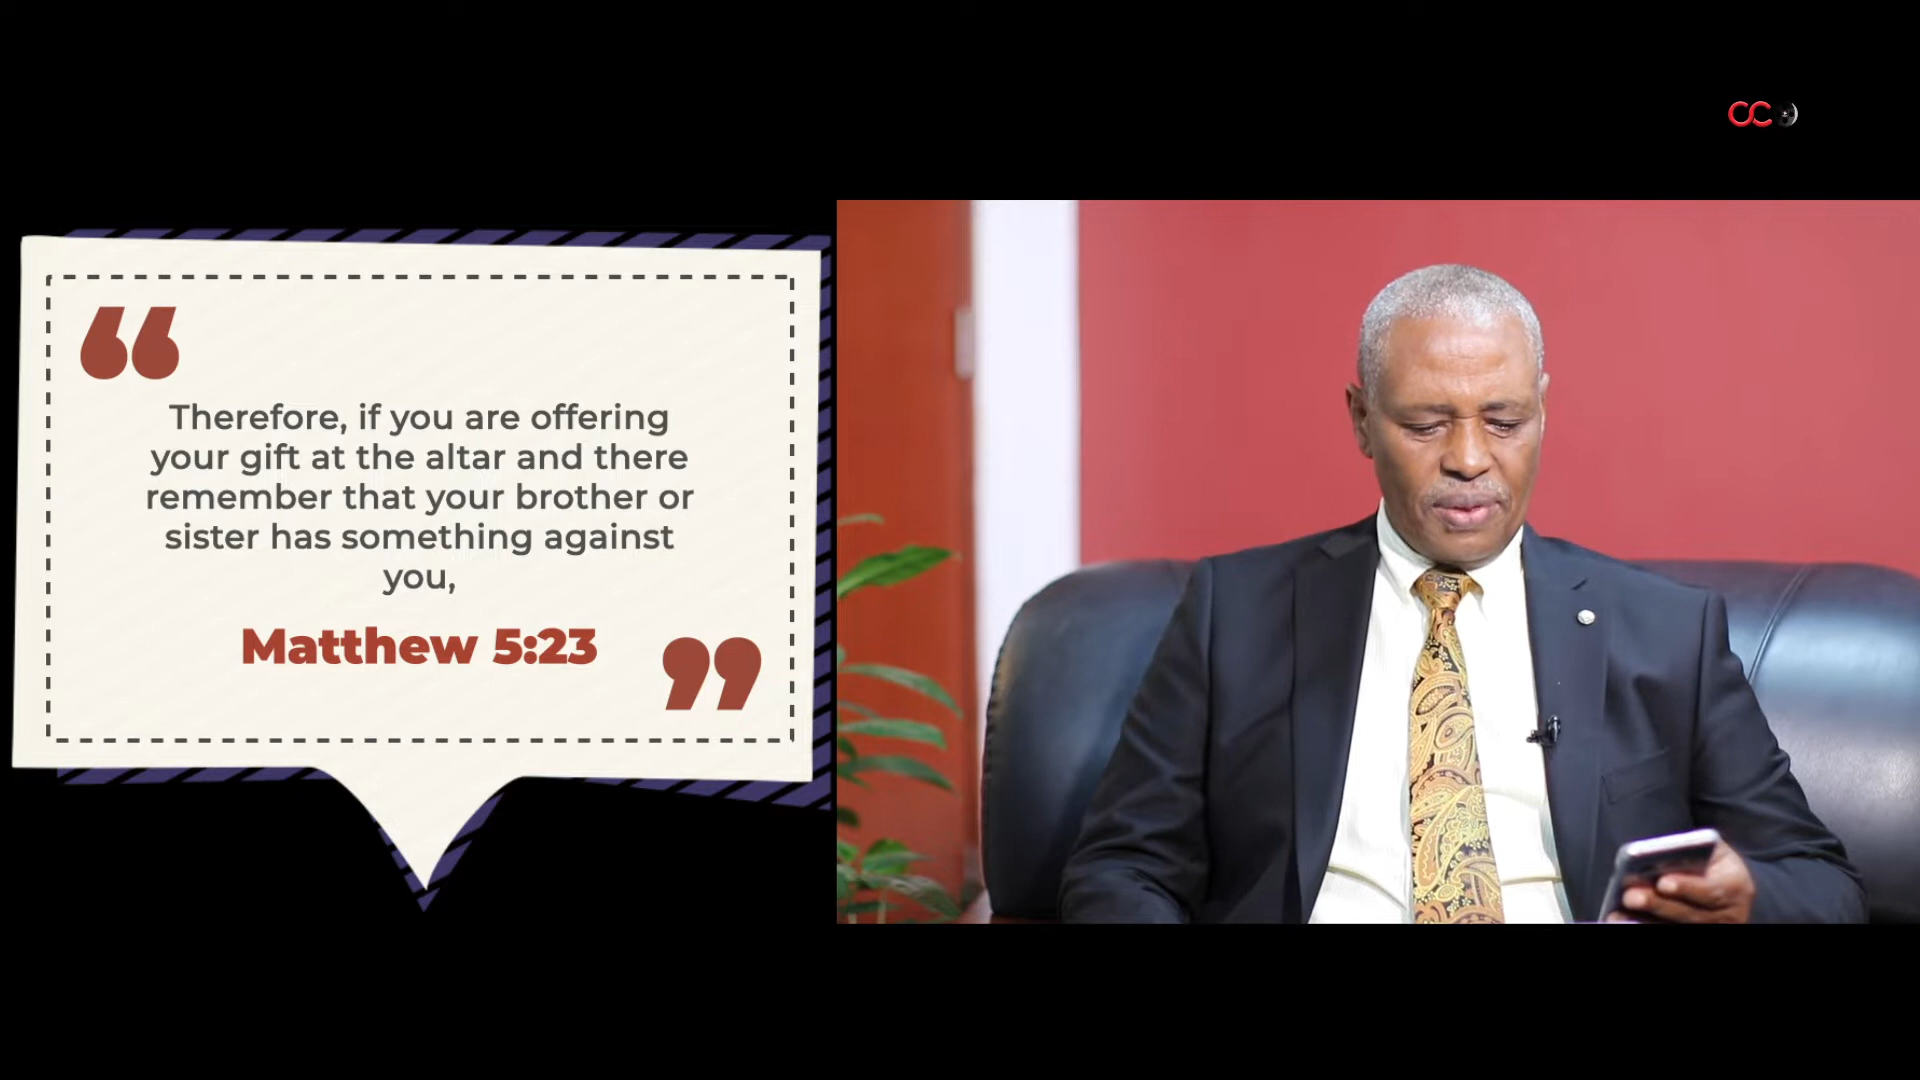 CC
“
Therefore, if you are offering
your gift at the altar and there
remember that your brother or
sister has something against
you,
Matthew 5:23
”